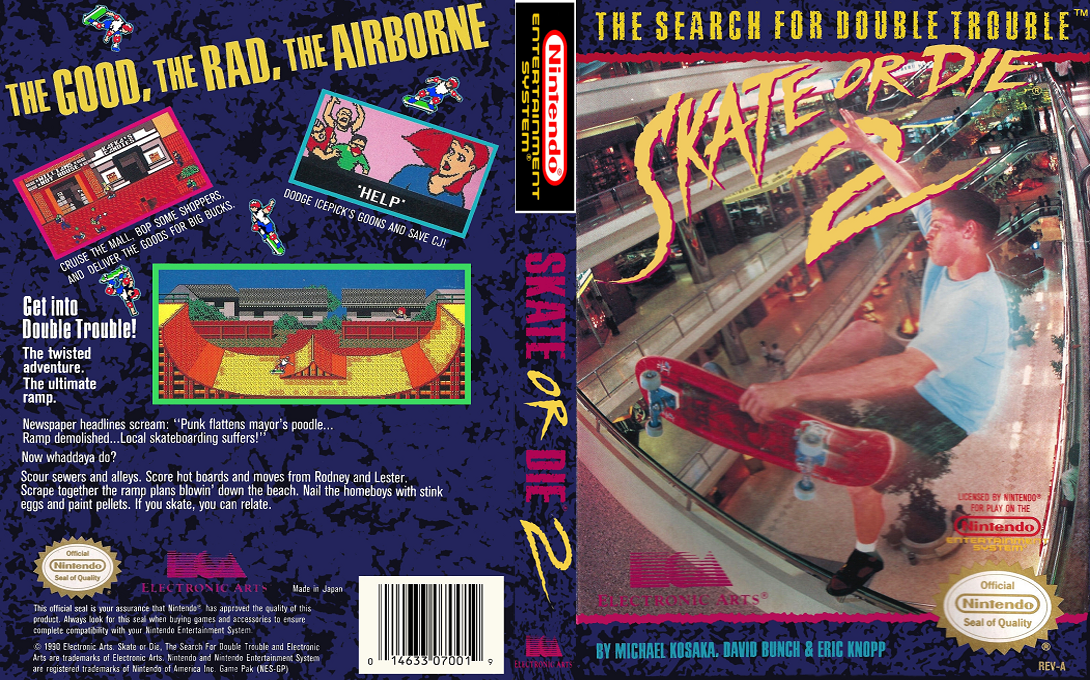 THE GOOD, THE RAD, THE AIRBORNE
CRUISE THE MALL, BOP SOME SHOPPERS,
AND DELIVER THE GOODS FOR BIG BUCKS.
"HELP"
DODGE ICEPICK'S GOONS AND SAVE CJ!
Get into
Double Trouble!
The twisted
adventure.
The ultimate
ramp.
Newspaper headlines scream: "Punk flattens mayor's poodle...
Ramp demolished...Local skateboarding suffers!"
Now whaddaya do?
Scour sewers and alleys. Score hot boards and moves from Rodney and Lester.
Scrape together the ramp plans blowin' down the beach. Nail the homeboys with stink
eggs and paint pellets. If you skate, you can relate.
Official
Nintendo
Seal of Quality
ELECTRONIC ARTS
Made in Japan
This official seal is your assurance that Nintendo® has approved the quality of this
product. Always look for this seal when buying games and accessories to ensure
complete compatibility with your Nintendo Entertainment System.
© 1990 Electronic Arts. Skate or Die, The Search For Double Trouble and Electronic
Arts are trademarks of Electronic Arts. Nintendo and Nintendo Entertainment System
are registered trademarks of Nintendo of America Inc. Game Pak (NES-GP)
0 14633 07001 9
Nintendo®
ENTERTAINMENT
SYSTEM®
SKATE OR DIE 2
ELECTRONIC ARTS
THE SEARCH FOR DOUBLE TROUBLE™
SKATE OR DIE®
2
LICENSED BY NINTENDO®
FOR PLAY ON THE
Nintendo
ENTERTAINMENT
SYSTEM®
ELECTRONIC ARTS®
Official
Nintendo
Seal of Quality
®
BY MICHAEL KOSAKA, DAVID BUNCH & ERIC KNOPP
REV-A